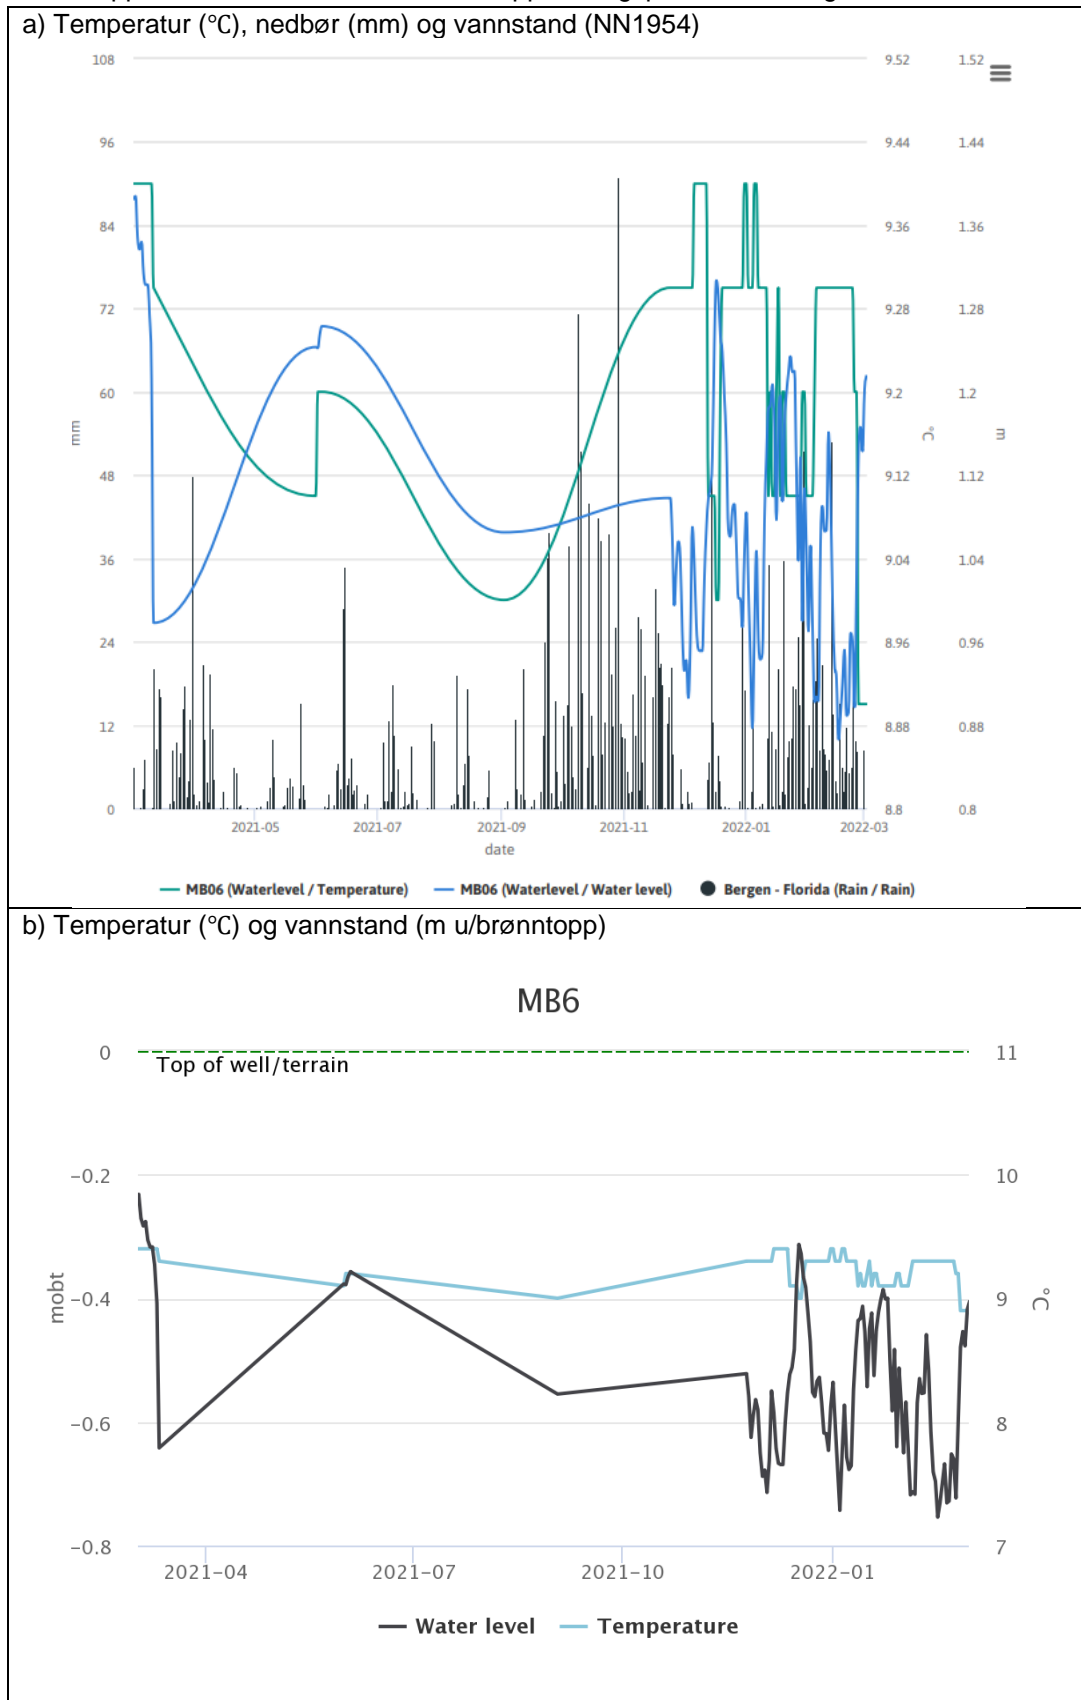 a) Temperatur (°C), nedbør (mm) og vannstand (NN1954)
108 9.52 1.52
96 9.44 1.44
84 9.36 1.36
72 9.28 1.28
60 9.2 1.2
mm °C m
48 9.12 1.12
36 9.04 1.04
24 8.96 0.96
12 8.88 0.88
0 8.8 0.8
2021-05 2021-07 2021-09 2021-11 2022-01 2022-03
date
MB06 (Waterlevel / Temperature) MB06 (Waterlevel / Water level) Bergen - Florida (Rain / Rain)
b) Temperatur (°C) og vannstand (m u/brønntopp)
MB6
0 11
Top of well/terrain
−0.2 10
mobt °C
−0.4 9
−0.6 8
−0.8 7
2021−04 2021−07 2021−10 2022−01
Water level Temperature